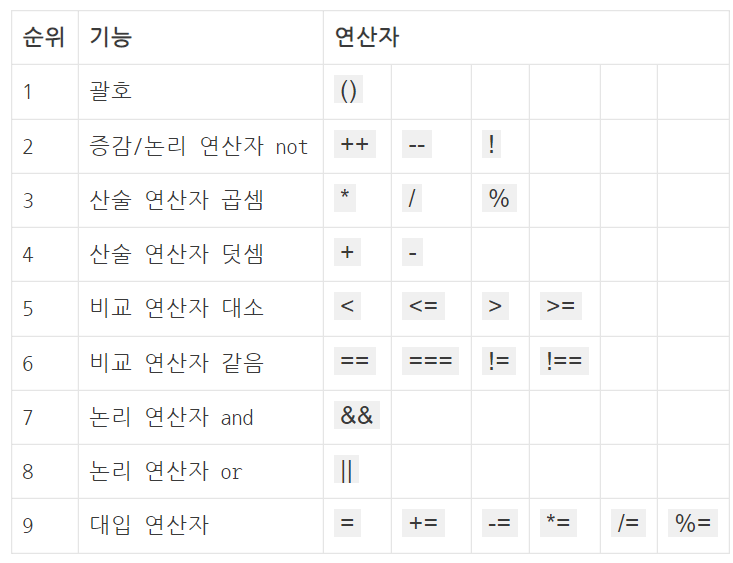 순위 기능 연산자
1 괄호 ()
2 증감/논리 연산자 not ++ -- !
3 산술 연산자 곱셈 * / %
4 산술 연산자 덧셈 + -
5 비교 연산자 대소 < <= > >=
6 비교 연산자 같음 == === != !==
7 논리 연산자 and &&
8 논리 연산자 or ||
9 대입 연산자 = += -= *= /= %=